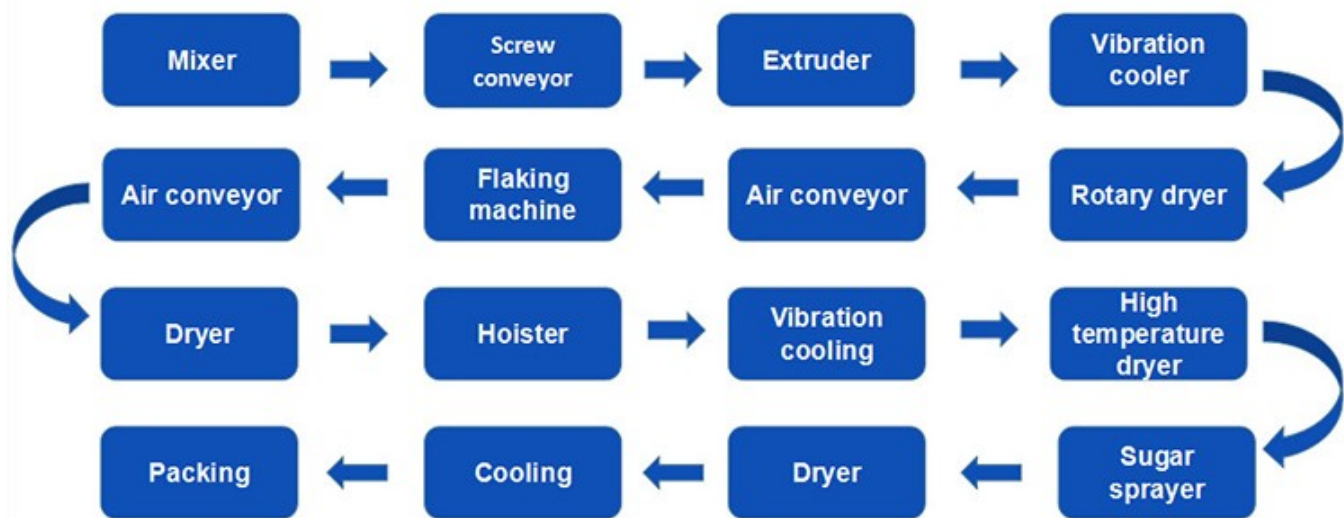 Mixer
Screw
conveyor
Extruder
Vibration
cooler
Rotary dryer
Air conveyor
Flaking
machine
Air conveyor
Dryer
Hoister
Vibration
cooling
High
temperature
dryer
Sugar
sprayer
Dryer
Cooling
Packing